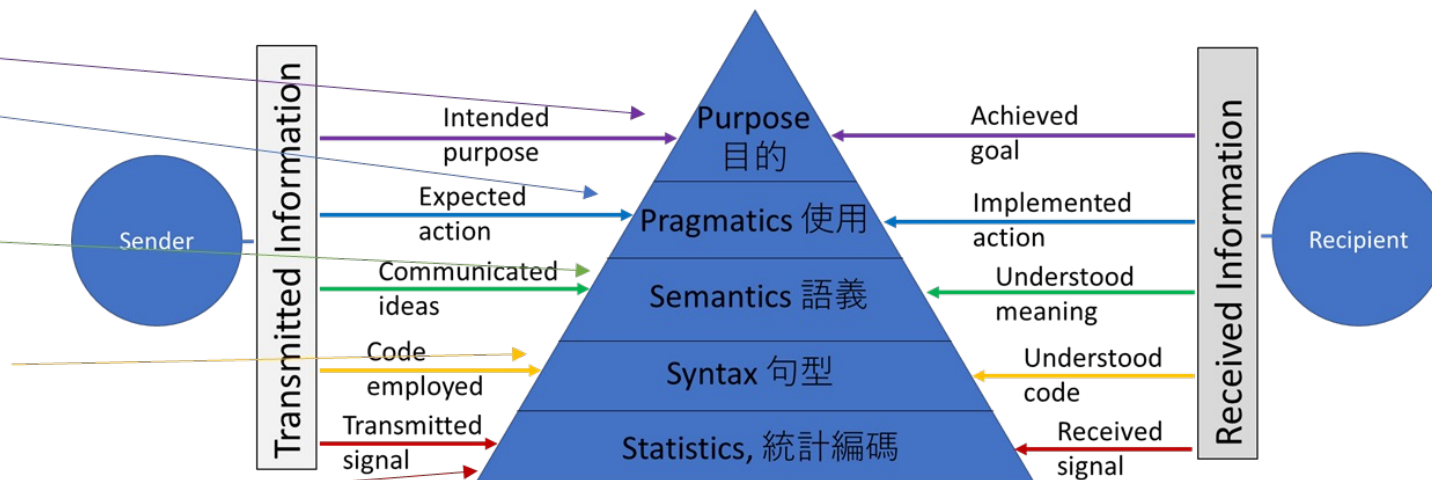 Sender
Transmitted Information
Intended
purpose
Expected
action
Communicated
ideas
Code
employed
Transmitted
signal
Purpose
目的
Pragmatics 使用
Semantics 語義
Syntax 句型
Statistics, 統計編碼
Achieved
goal
Implemented
action
Understood
meaning
Understood
code
Received
signal
Received Information
Recipient